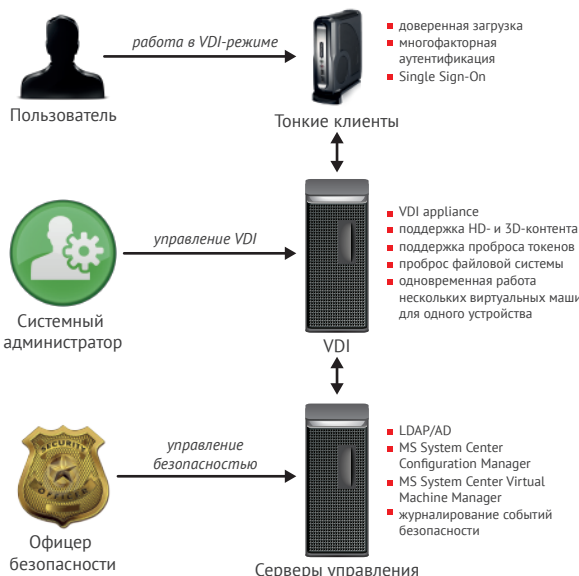 работа в VDI-режиме
Пользователь
Тонкие клиенты
доверенная загрузка
многофакторная
аутентификация
Single Sign-On
управление VDI
Системный
администратор
VDI
VDI appliance
поддержка HD- и 3D-контента
поддержка проброса токенов
проброс файловой системы
одновременная работа
нескольких виртуальных маши
для одного устройства
SECURITY
OFFICER
управление
безопасностью
Офицер
безопасности
Серверы управления
LDAP/AD
MS System Center
Configuration Manager
MS System Center Virtual
Machine Manager
журналирование событий
безопасности